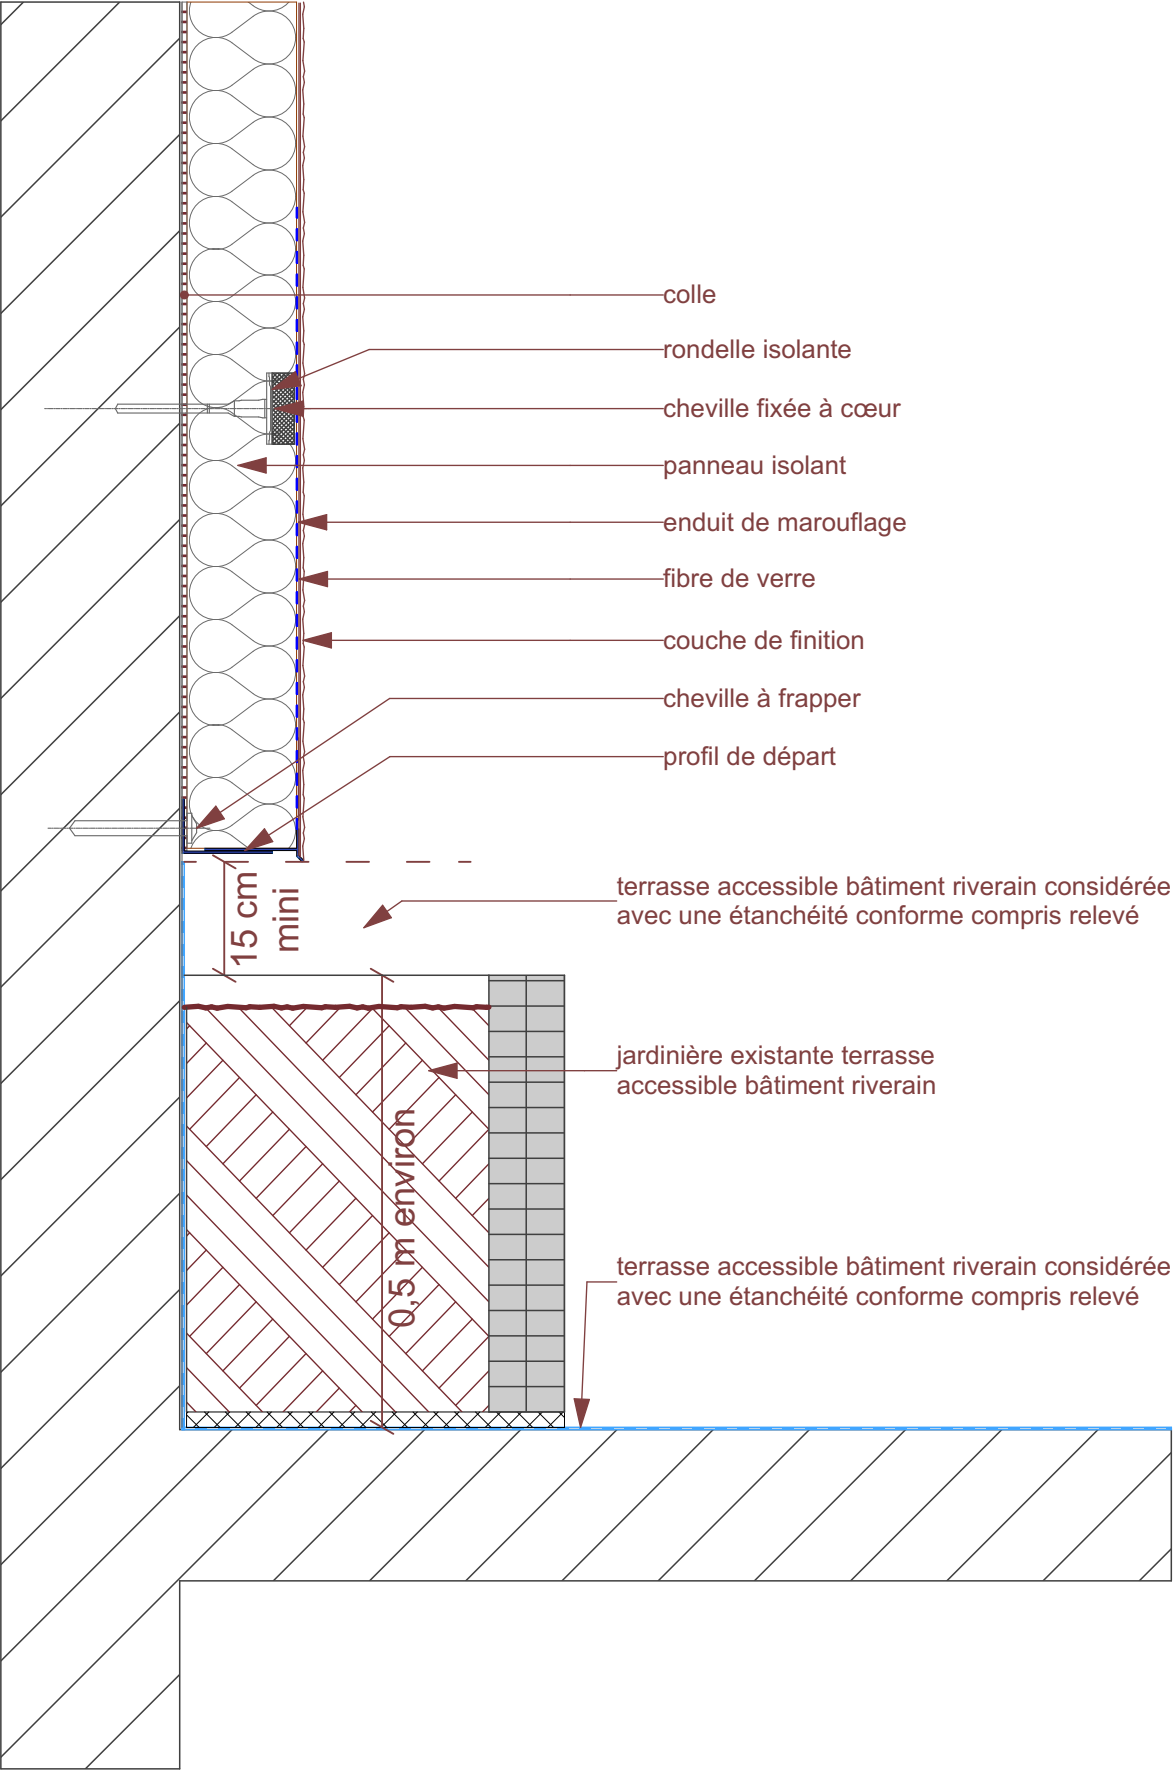 colle
rondelle isolante
cheville fixée à cœur
panneau isolant
enduit de marouflage
fibre de verre
couche de finition
cheville à frapper
profil de départ
15 cm
mini
terrasse accessible bâtiment riverain considérée
avec une étanchéité conforme compris relevé
jardinière existante terrasse
accessible bâtiment riverain
0,5 m environ
terrasse accessible bâtiment riverain considérée
avec une étanchéité conforme compris relevé